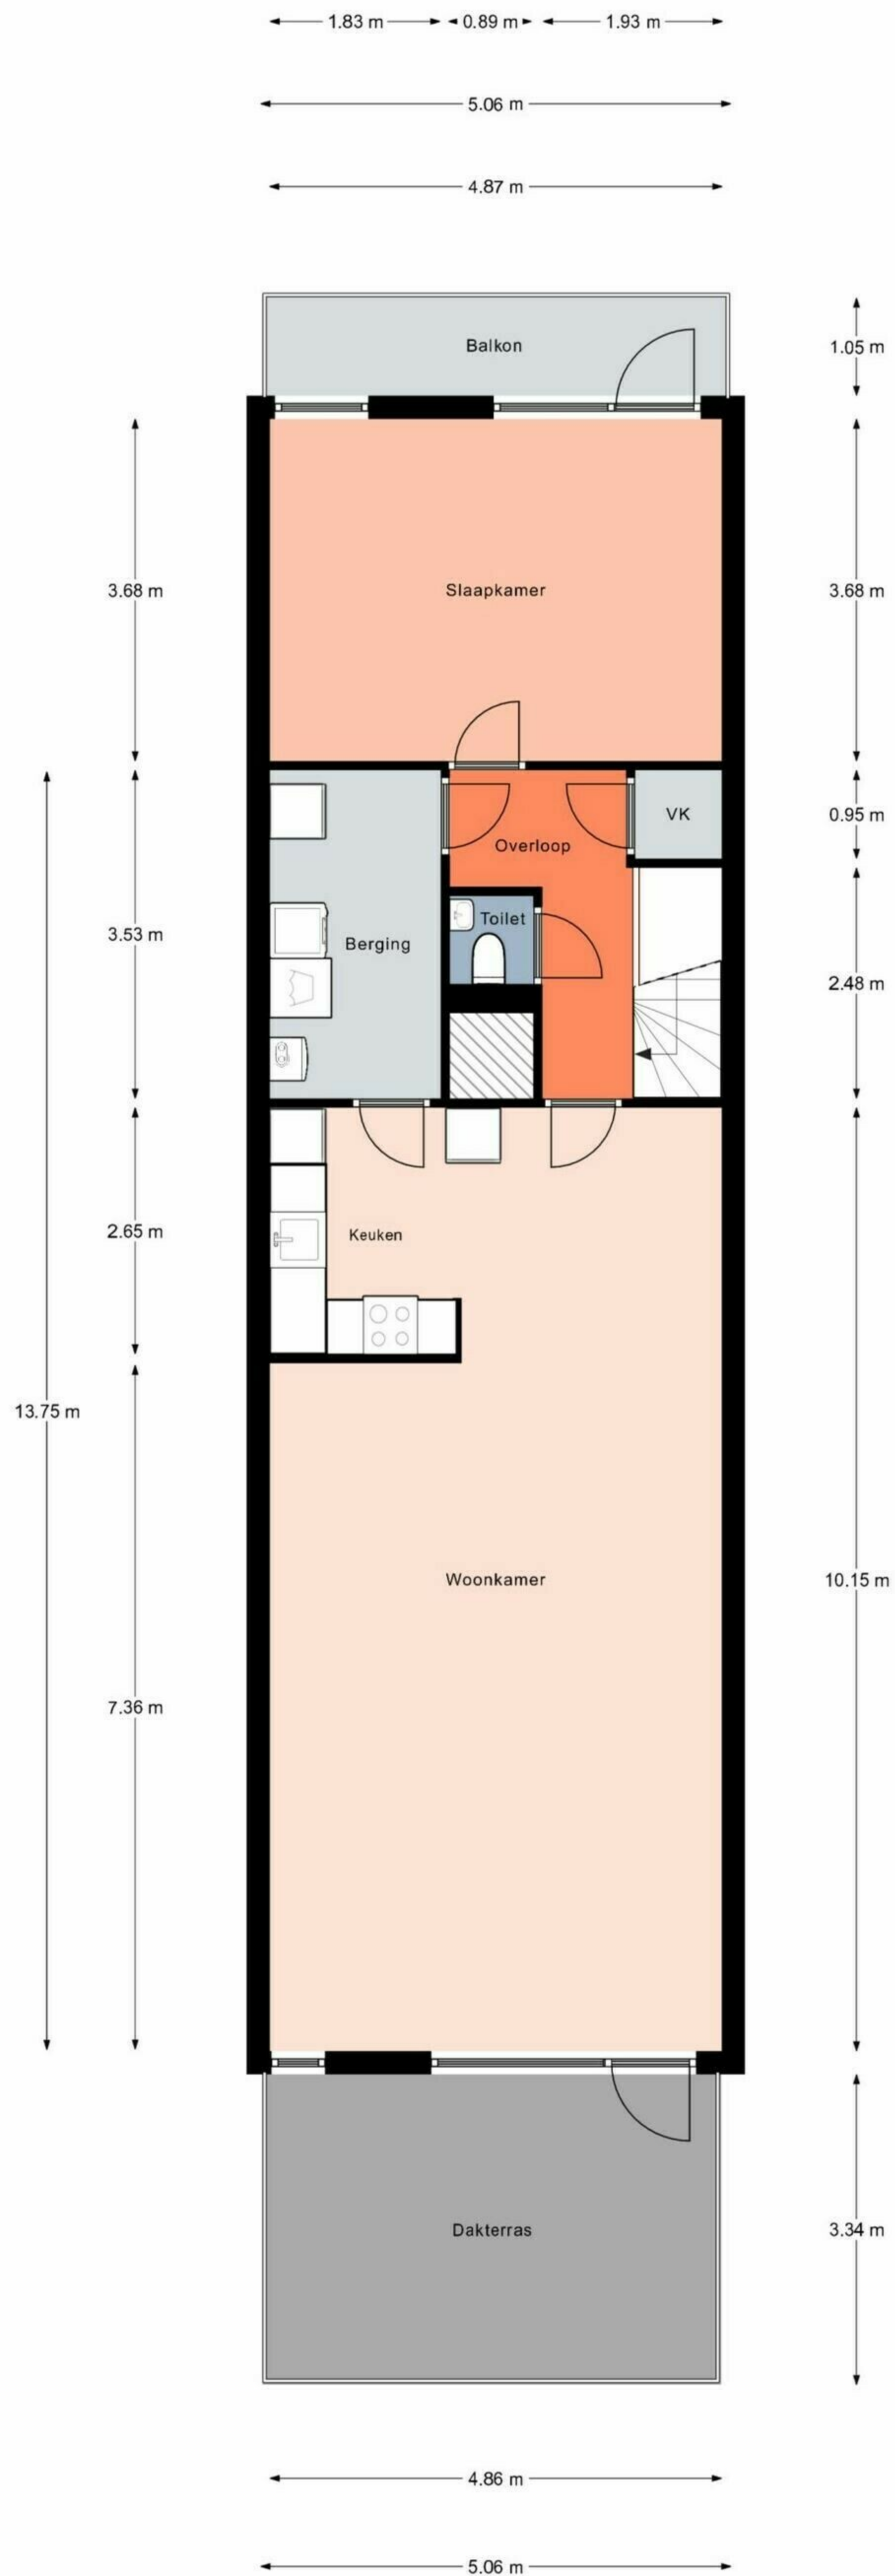 1.83 m 0.89 m 1.93 m
5.06 m
4.87 m
Balkon
1.05 m
3.68 m
Slaapkamer
3.68 m
VK
0.95 m
Overloop
Toilet
3.53 m
Berging
2.48 m
2.65 m
Keuken
13.75 m
Woonkamer
10.15 m
7.36 m
Dakterras
3.34 m
4.86 m
5.06 m